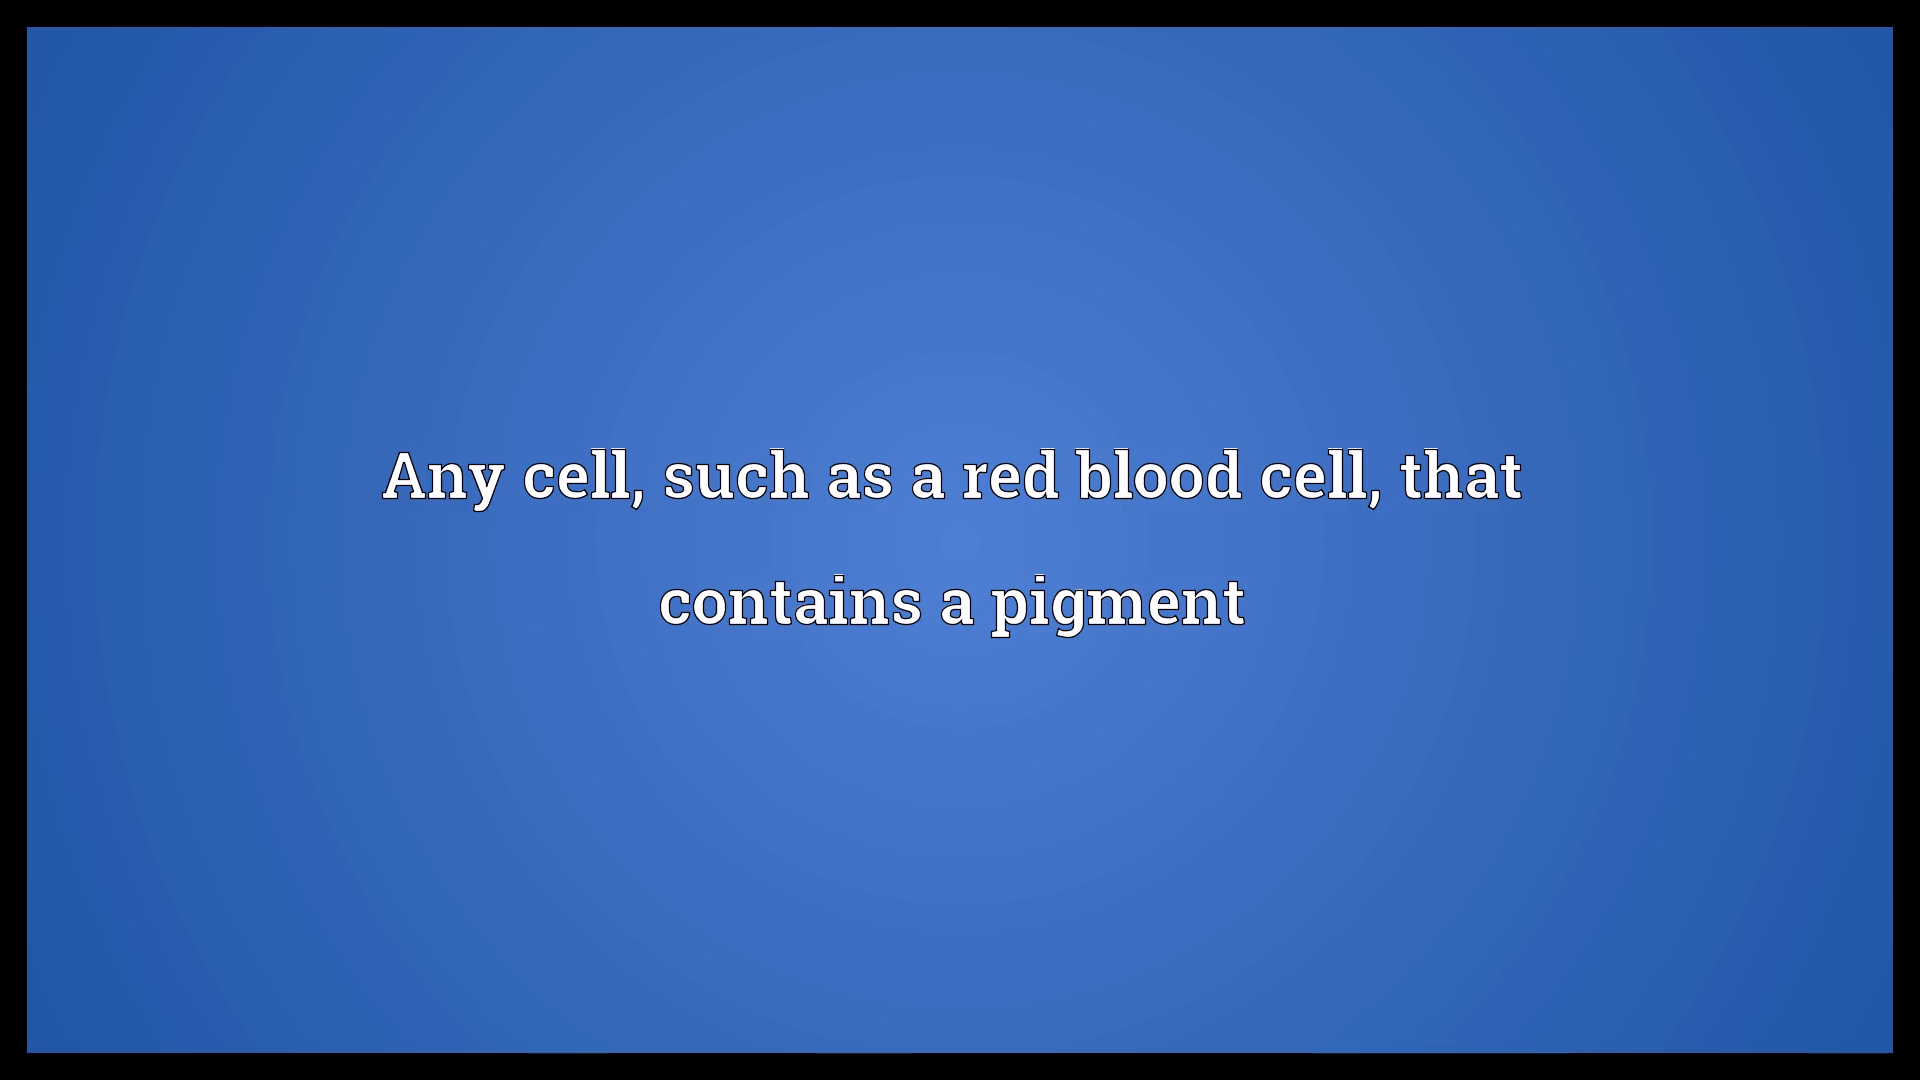 Any cell, such as a red blood cell, that
contains a pigment